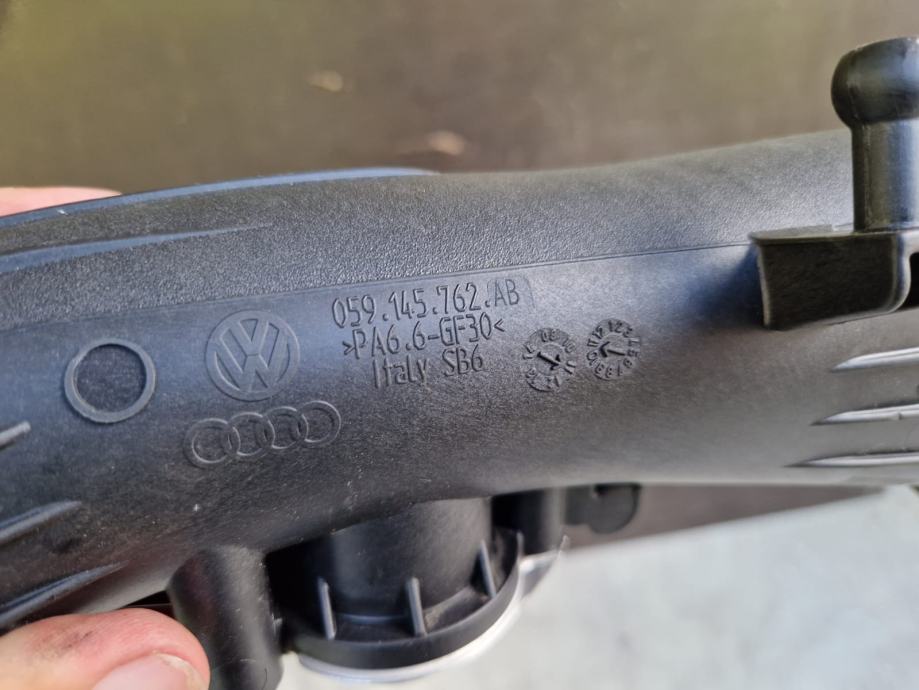 059.145.762.AB
>PA6.6-GF30<
Italy SB6